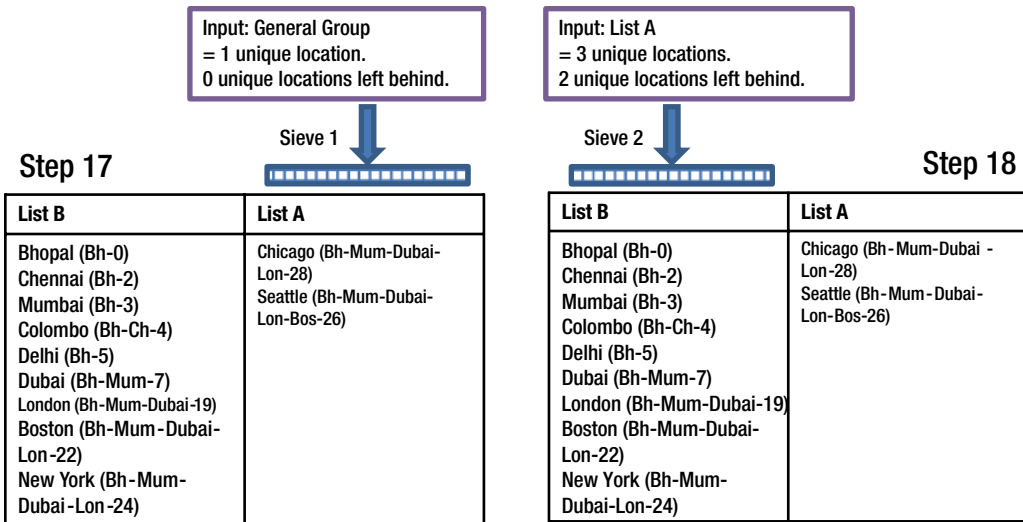 Input: General Group
= 1 unique location.
0 unique locations left behind.
Sieve 1
Step 17
List B
List A
Bhopal (Bh-0)
Chennai (Bh-2)
Mumbai (Bh-3)
Colombo (Bh-Ch-4)
Delhi (Bh-5)
Dubai (Bh-Mum-7)
London (Bh-Mum-Dubai-19)
Boston (Bh-Mum-Dubai-
Lon-22)
New York (Bh-Mum-
Dubai-Lon-24)
Chicago (Bh-Mum-Dubai-
Lon-28)
Seattle (Bh-Mum-Dubai-
Lon-Bos-26)
Input: List A
= 3 unique locations.
2 unique locations left behind.
Sieve 2
Step 18
List B
List A
Bhopal (Bh-0)
Chennai (Bh-2)
Mumbai (Bh-3)
Colombo (Bh-Ch-4)
Delhi (Bh-5)
Dubai (Bh-Mum-7)
London (Bh-Mum-Dubai-19)
Boston (Bh-Mum-Dubai-
Lon-22)
New York (Bh-Mum-
Dubai-Lon-24)
Chicago (Bh-Mum-Dubai -
Lon-28)
Seattle (Bh-Mum-Dubai-
Lon-Bos-26)